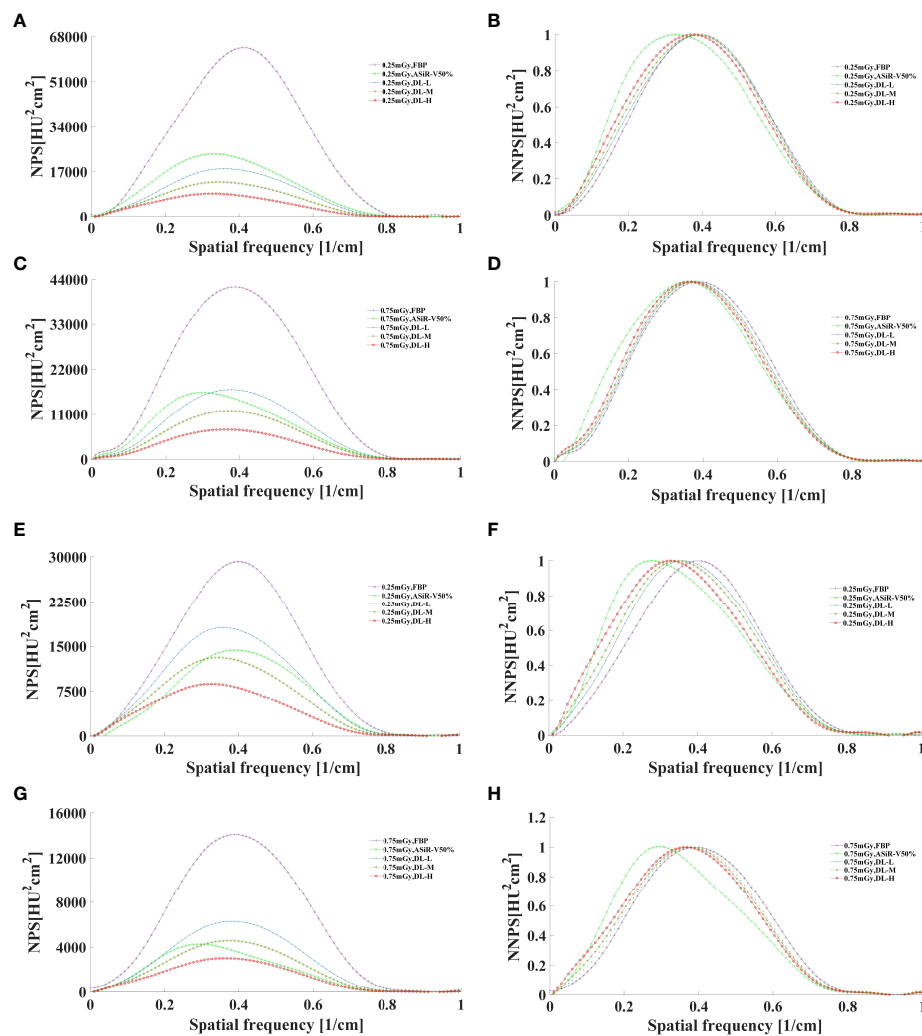 A
68000
51000
34000
17000
0
NPS[HU²cm²]
0.25mGy,FBP
0.25mGy,ASiR-V50%
0.25mGy,DL-L
0.25mGy,DL-M
0.25mGy,DL-H
0 0.2 0.4 0.6 0.8 1
Spatial frequency [1/cm]
B
1
0.8
0.6
0.4
0.2
0
NNPS[HU²cm²]
0.25mGy,FBP
0.25mGy,ASiR-V50%
0.25mGy,DL-L
0.25mGy,DL-M
0.25mGy,DL-H
0 0.2 0.4 0.6 0.8 1
Spatial frequency [1/cm]
C
44000
33000
22000
11000
0
NPS[HU²cm²]
0.75mGy,FBP
0.75mGy,ASiR-V50%
0.75mGy,DL-L
0.75mGy,DL-M
0.75mGy,DL-H
0 0.2 0.4 0.6 0.8 1
Spatial frequency [1/cm]
D
1
0.8
0.6
0.4
0.2
0
NNPS[HU²cm²]
0.75mGy,FBP
0.75mGy,ASiR-V50%
0.75mGy,DL-L
0.75mGy,DL-M
0.75mGy,DL-H
0 0.2 0.4 0.6 0.8 1
Spatial frequency [1/cm]
E
30000
22500
15000
7500
0
NPS[HU²cm²]
0.25mGy,FBP
0.25mGy,ASiR-V50%
0.25mGy,DL-L
0.25mGy,DL-M
0.25mGy,DL-H
0 0.2 0.4 0.6 0.8 1
Spatial frequency [1/cm]
F
1
0.8
0.6
0.4
0.2
0
NNPS[HU²cm²]
0.25mGy,FBP
0.25mGy,ASiR-V50%
0.25mGy,DL-L
0.25mGy,DL-M
0.25mGy,DL-H
0 0.2 0.4 0.6 0.8 1
Spatial frequency [1/cm]
G
16000
12000
8000
4000
0
NPS[HU²cm²]
0.75mGy,FBP
0.75mGy,ASiR-V50%
0.75mGy,DL-L
0.75mGy,DL-M
0.75mGy,DL-H
0 0.2 0.4 0.6 0.8 1
Spatial frequency [1/cm]
H
1.2
1
0.8
0.6
0.4
0.2
0
NNPS[HU²cm²]
0.75mGy,FBP
0.75mGy,ASiR-V50%
0.75mGy,DL-L
0.75mGy,DL-M
0.75mGy,DL-H
0 0.2 0.4 0.6 0.8 1
Spatial frequency [1/cm]